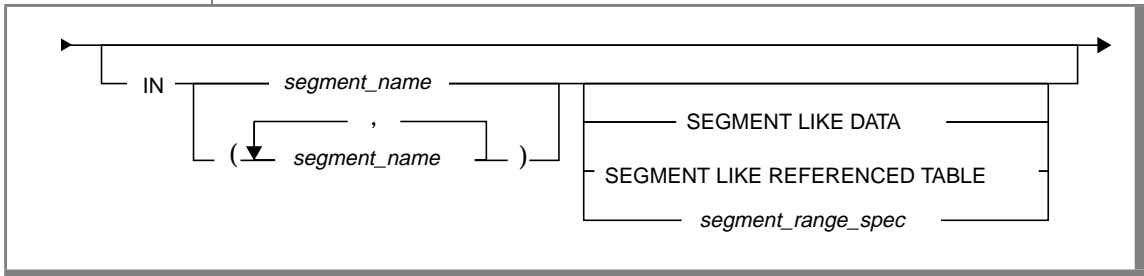 IN segment_name
,
( segment_name )
SEGMENT LIKE DATA
SEGMENT LIKE REFERENCED TABLE
segment_range_spec